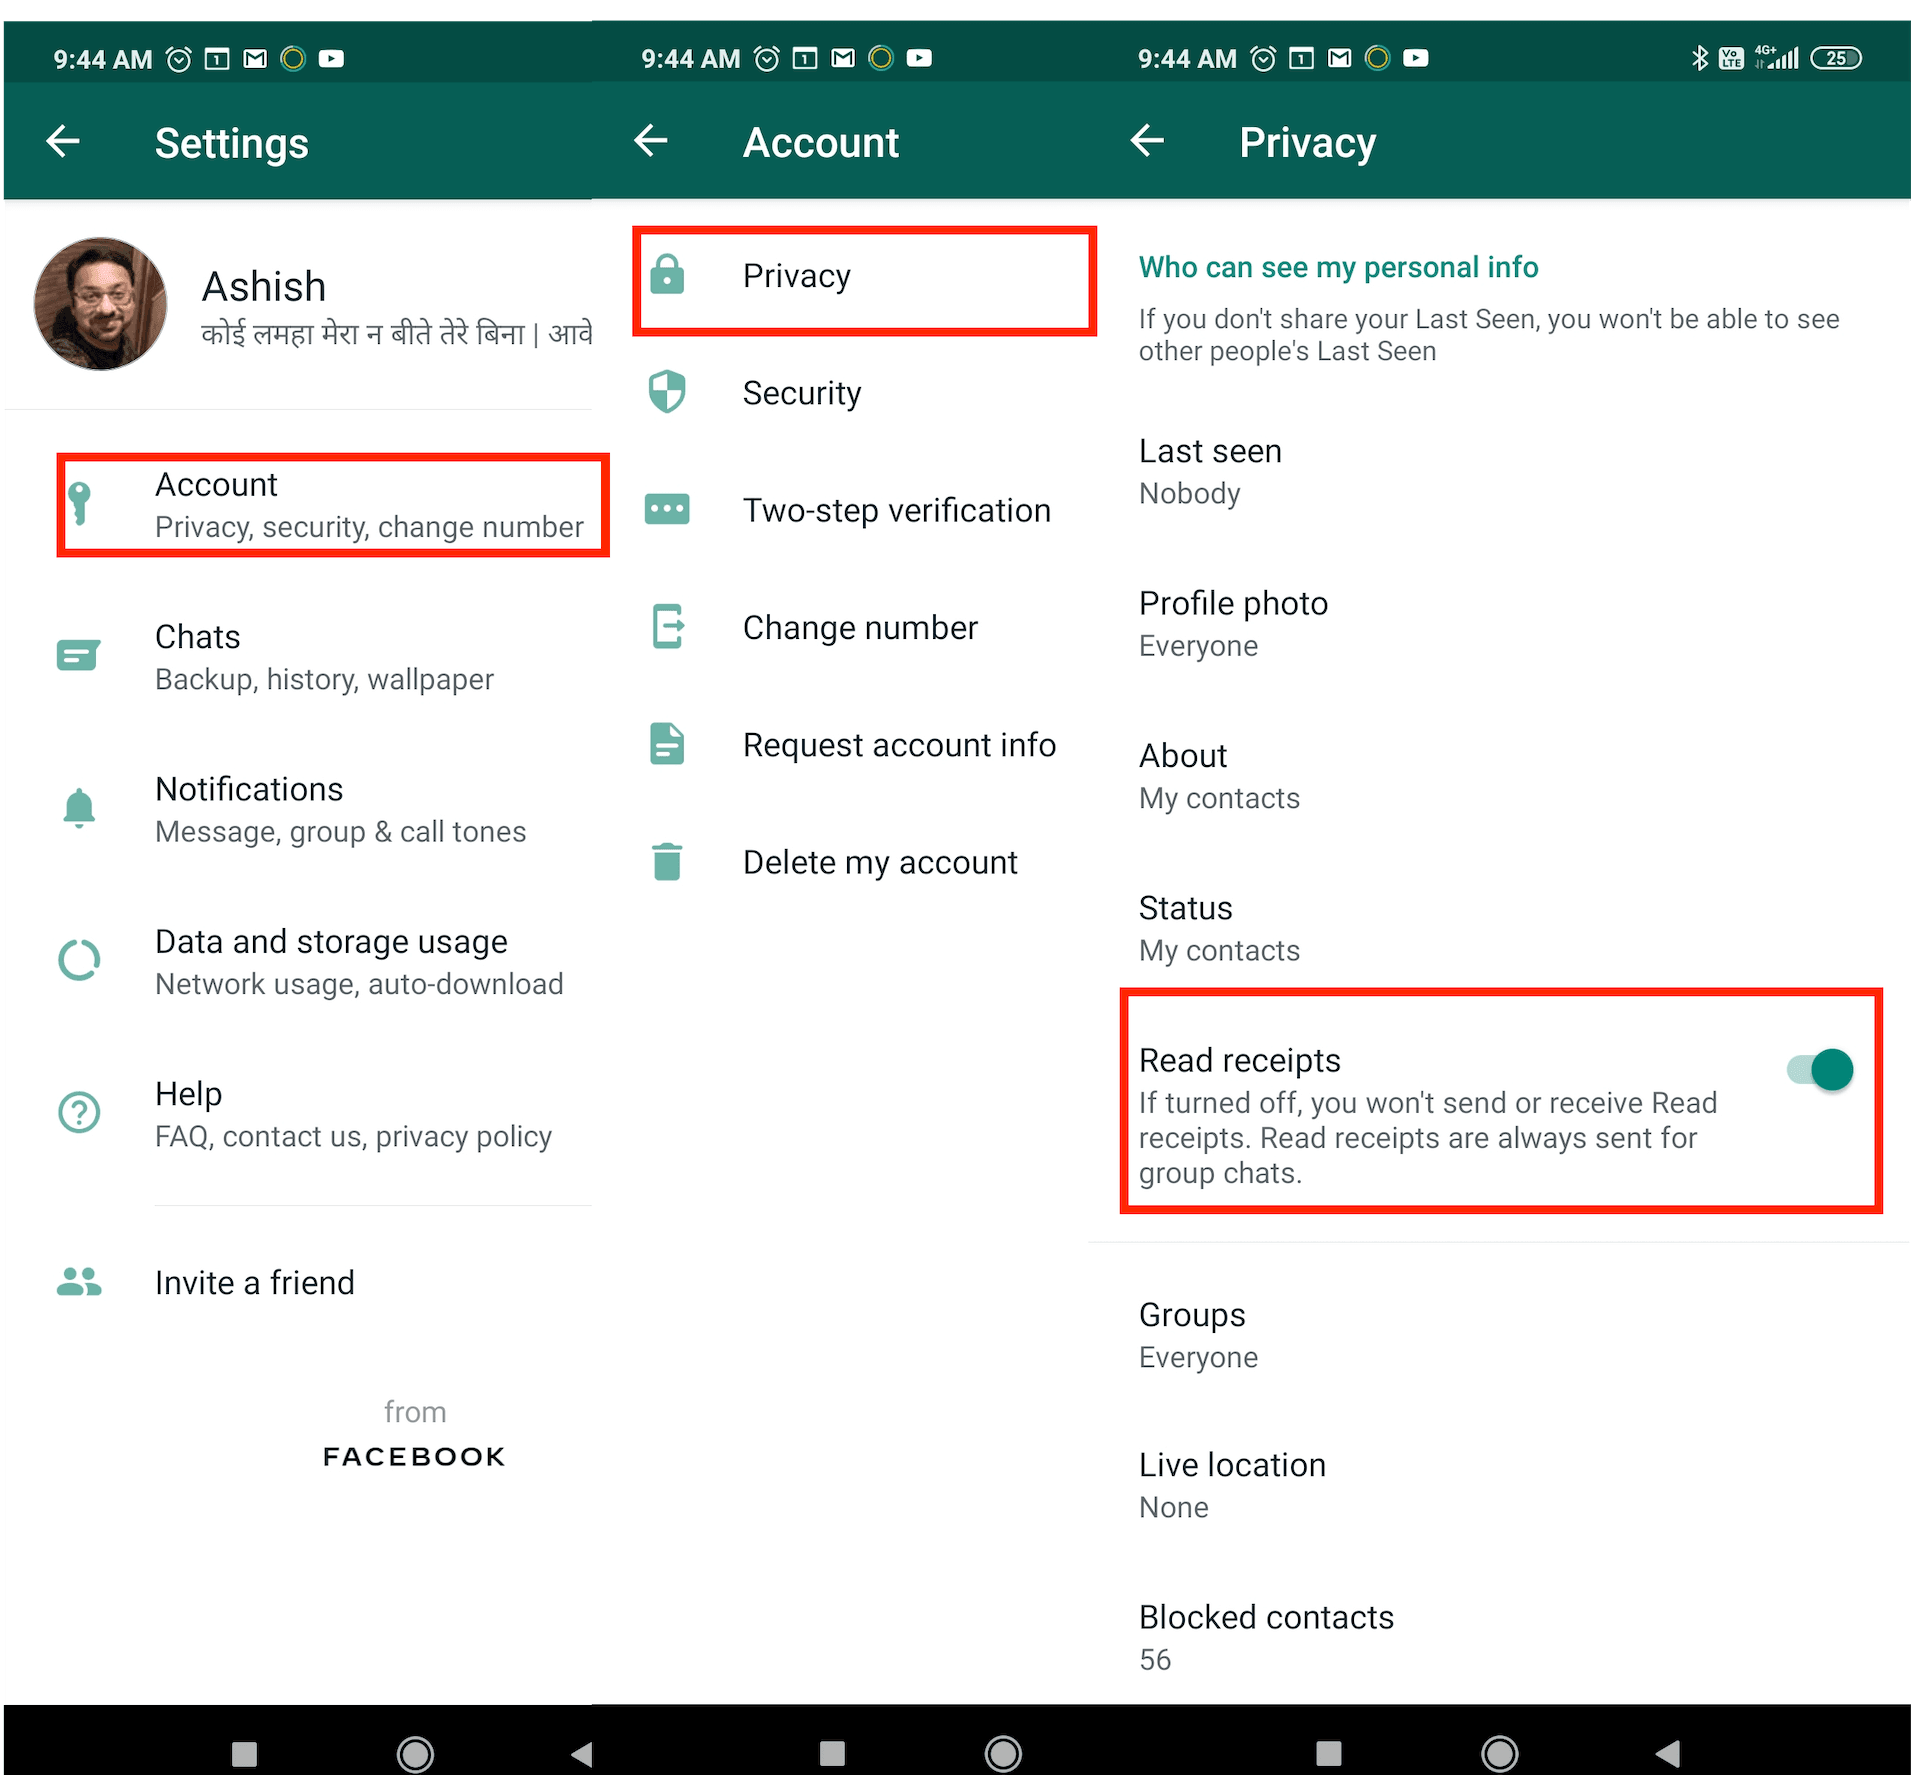 9:44 AM
Settings
Ashish
कोई लमहा मेरा न बीते तेरे बिना | आवे
Account
Privacy, security, change number
Chats
Backup, history, wallpaper
Notifications
Message, group & call tones
Data and storage usage
Network usage, auto-download
Help
FAQ, contact us, privacy policy
Invite a friend
from
FACEBOOK
9:44 AM
Account
Privacy
Security
Two-step verification
Change number
Request account info
Delete my account
9:44 AM
Vo LTE 4G+ 25
Privacy
Who can see my personal info
If you don't share your Last Seen, you won't be able to see
other people's Last Seen
Last seen
Nobody
Profile photo
Everyone
About
My contacts
Status
My contacts
Read receipts
If turned off, you won't send or receive Read
receipts. Read receipts are always sent for
group chats.
Groups
Everyone
Live location
None
Blocked contacts
56